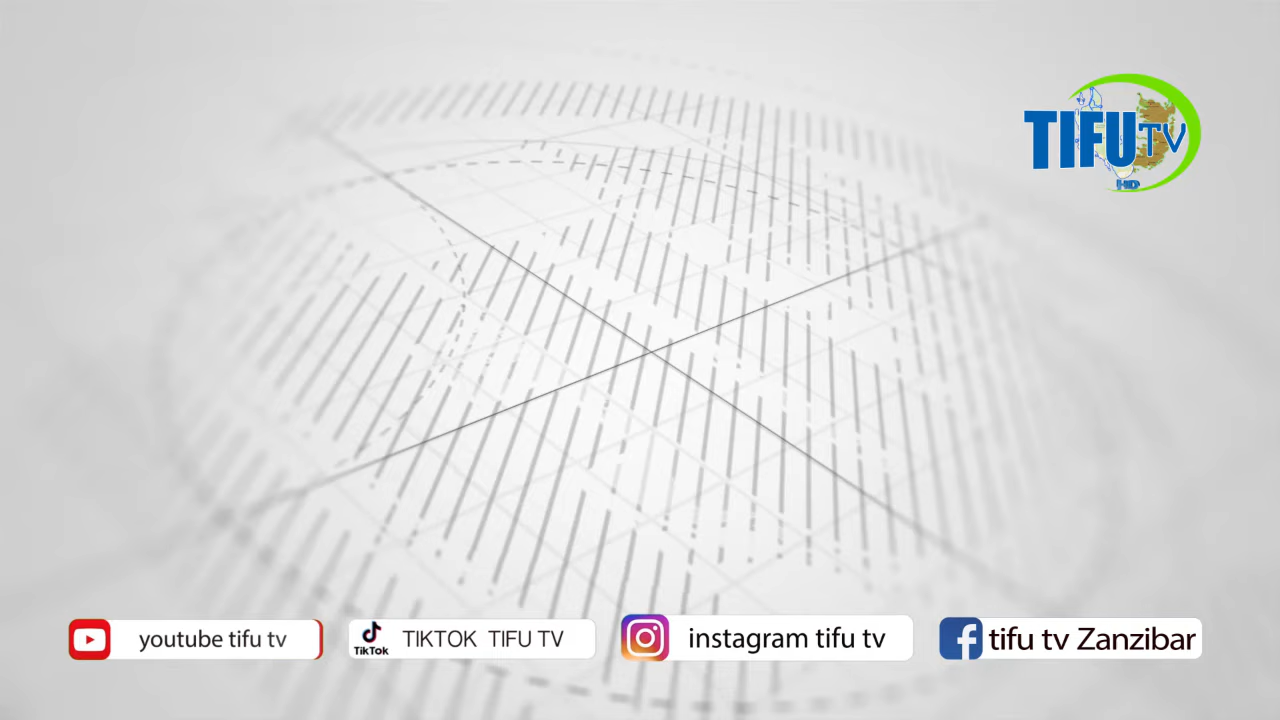 TIFU TV
HD
youtube tifu tv
TikTok
TIKTOK TIFU TV
instagram tifu tv
tifu tv Zanzibar